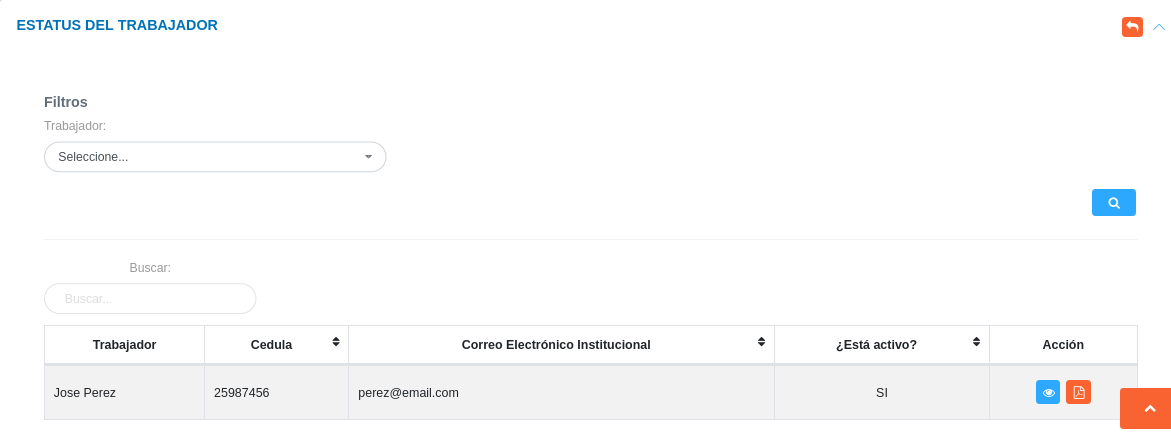 ESTATUS DEL TRABAJADOR
Filtros
Trabajador:
Seleccione...
Buscar:
Buscar...
Trabajador Cedula Correo Electrónico Institucional ¿Está activo? Acción
Jose Perez 25987456 perez@email.com SI